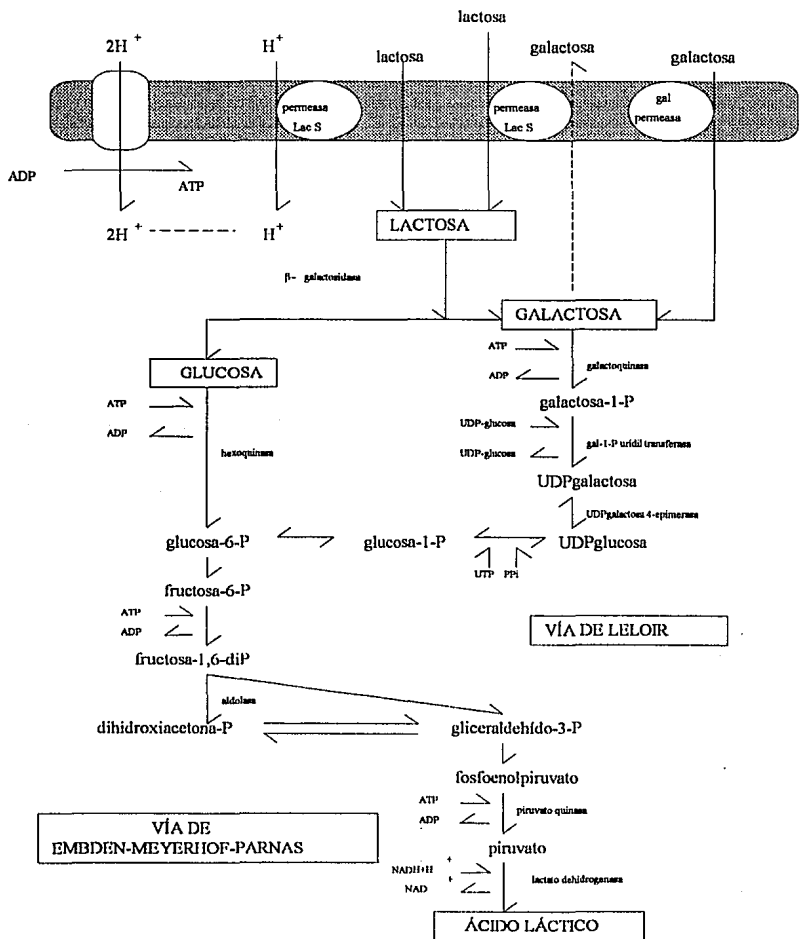 lactosa
2H+ H+ lactosa galactosa galactosa
permeasa Lac S
permeasa Lac S
gal permeasa
ADP
ATP
2H+ H+
LACTOSA
β- galactosidasa
GALACTOSA
GLUCOSA
ATP
ADP
galactoquinasa
ATP
ADP
hexoquinasa
galactosa-1-P
UDP-glucosa
UDP-glucosa
gal-1-P uridil transferasa
UDPgalactosa
UDPgalactosa 4-epimerasa
glucosa-6-P glucosa-1-P UDPglucosa
UTP PPi
fructosa-6-P
ATP
ADP
VÍA DE LELOIR
fructosa-1,6-diP
aldolasa
dihidroxiacetona-P gliceraldehído-3-P
fosfoenolpiruvato
ATP
ADP
piruvato quinasa
VÍA DE
EMBDEN-MEYERHOF-PARNAS
piruvato
NADH+H+
NAD+
lactato dehidrogenasa
ÁCIDO LÁCTICO